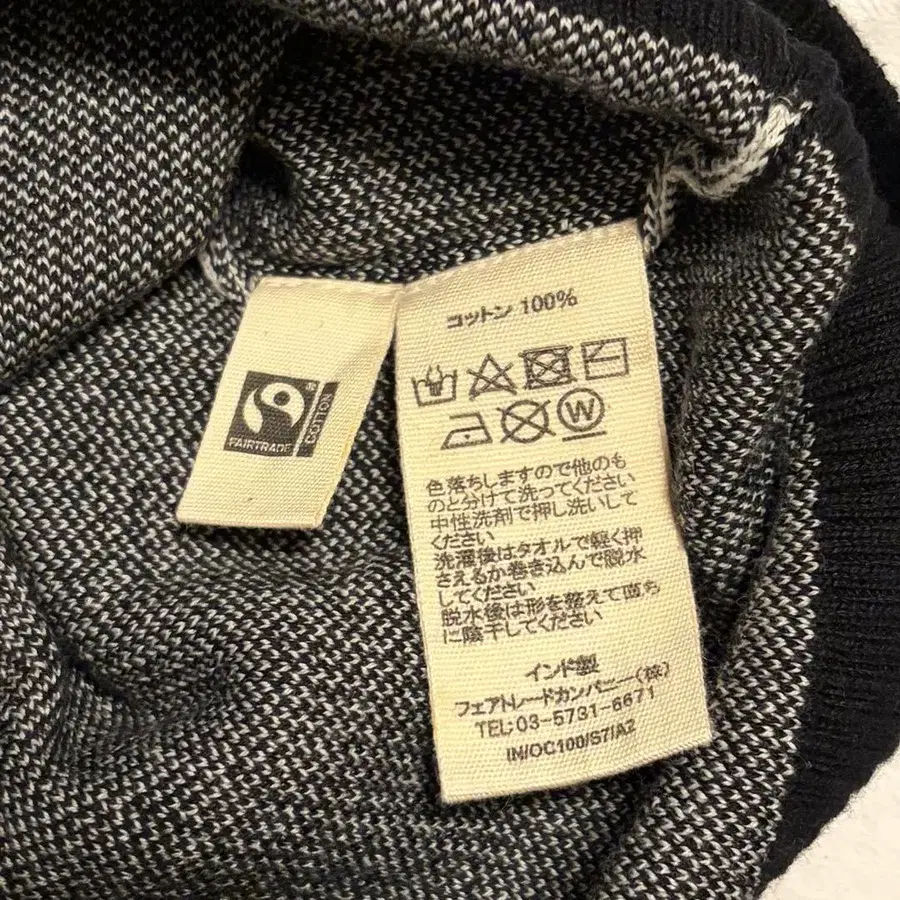 FAIRTRADE
COTTON
コットン 100%
W
色落ちしますので他のも
のと分けて洗ってください
中性洗剤で押し洗いして
ください
洗濯後はタオルで軽く押
さえるか巻き込んで脱水
してください
脱水後は形を整えて直ち
に陰干してください
インド製
フェアトレードカンパニー(株)
TEL:03-5731-6671
IN/OC100/S7/A2